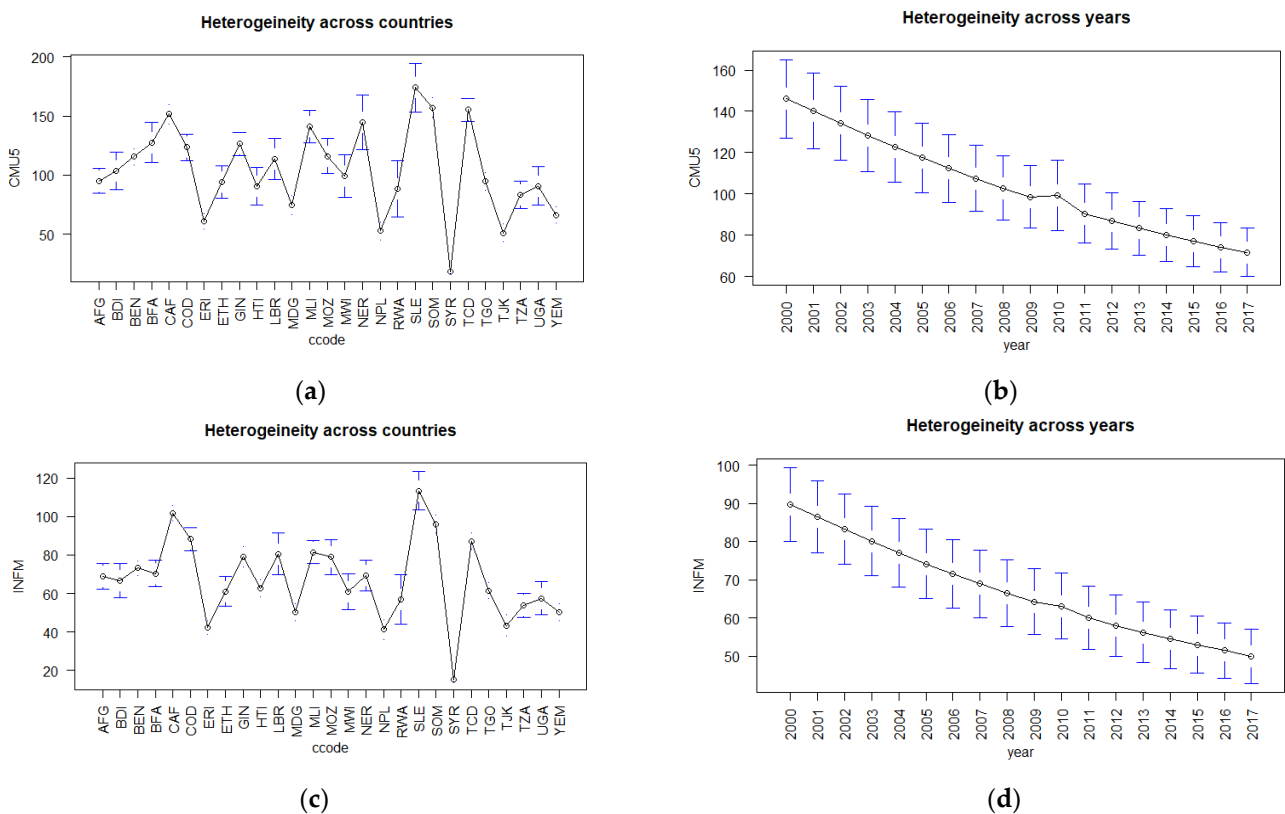 Heterogeineity across countries
CMU5
200
150
100
50
AFG BDI BEN BFA CAF COD ERI ETH GIN HTI LBR MDG MLI MOZ MWI NER NPL RWA SLE SOM SYR TCD TGO TJK TZA UGA YEM
ccode
(a)
Heterogeineity across years
CMU5
160
140
120
100
80
60
2000 2001 2002 2003 2004 2005 2006 2007 2008 2009 2010 2011 2012 2013 2014 2015 2016 2017
year
(b)
Heterogeineity across countries
INFM
120
100
80
60
40
20
AFG BDI BEN BFA CAF COD ERI ETH GIN HTI LBR MDG MLI MOZ MWI NER NPL RWA SLE SOM SYR TCD TGO TJK TZA UGA YEM
ccode
(c)
Heterogeineity across years
INFM
100
90
80
70
60
50
2000 2001 2002 2003 2004 2005 2006 2007 2008 2009 2010 2011 2012 2013 2014 2015 2016 2017
year
(d)